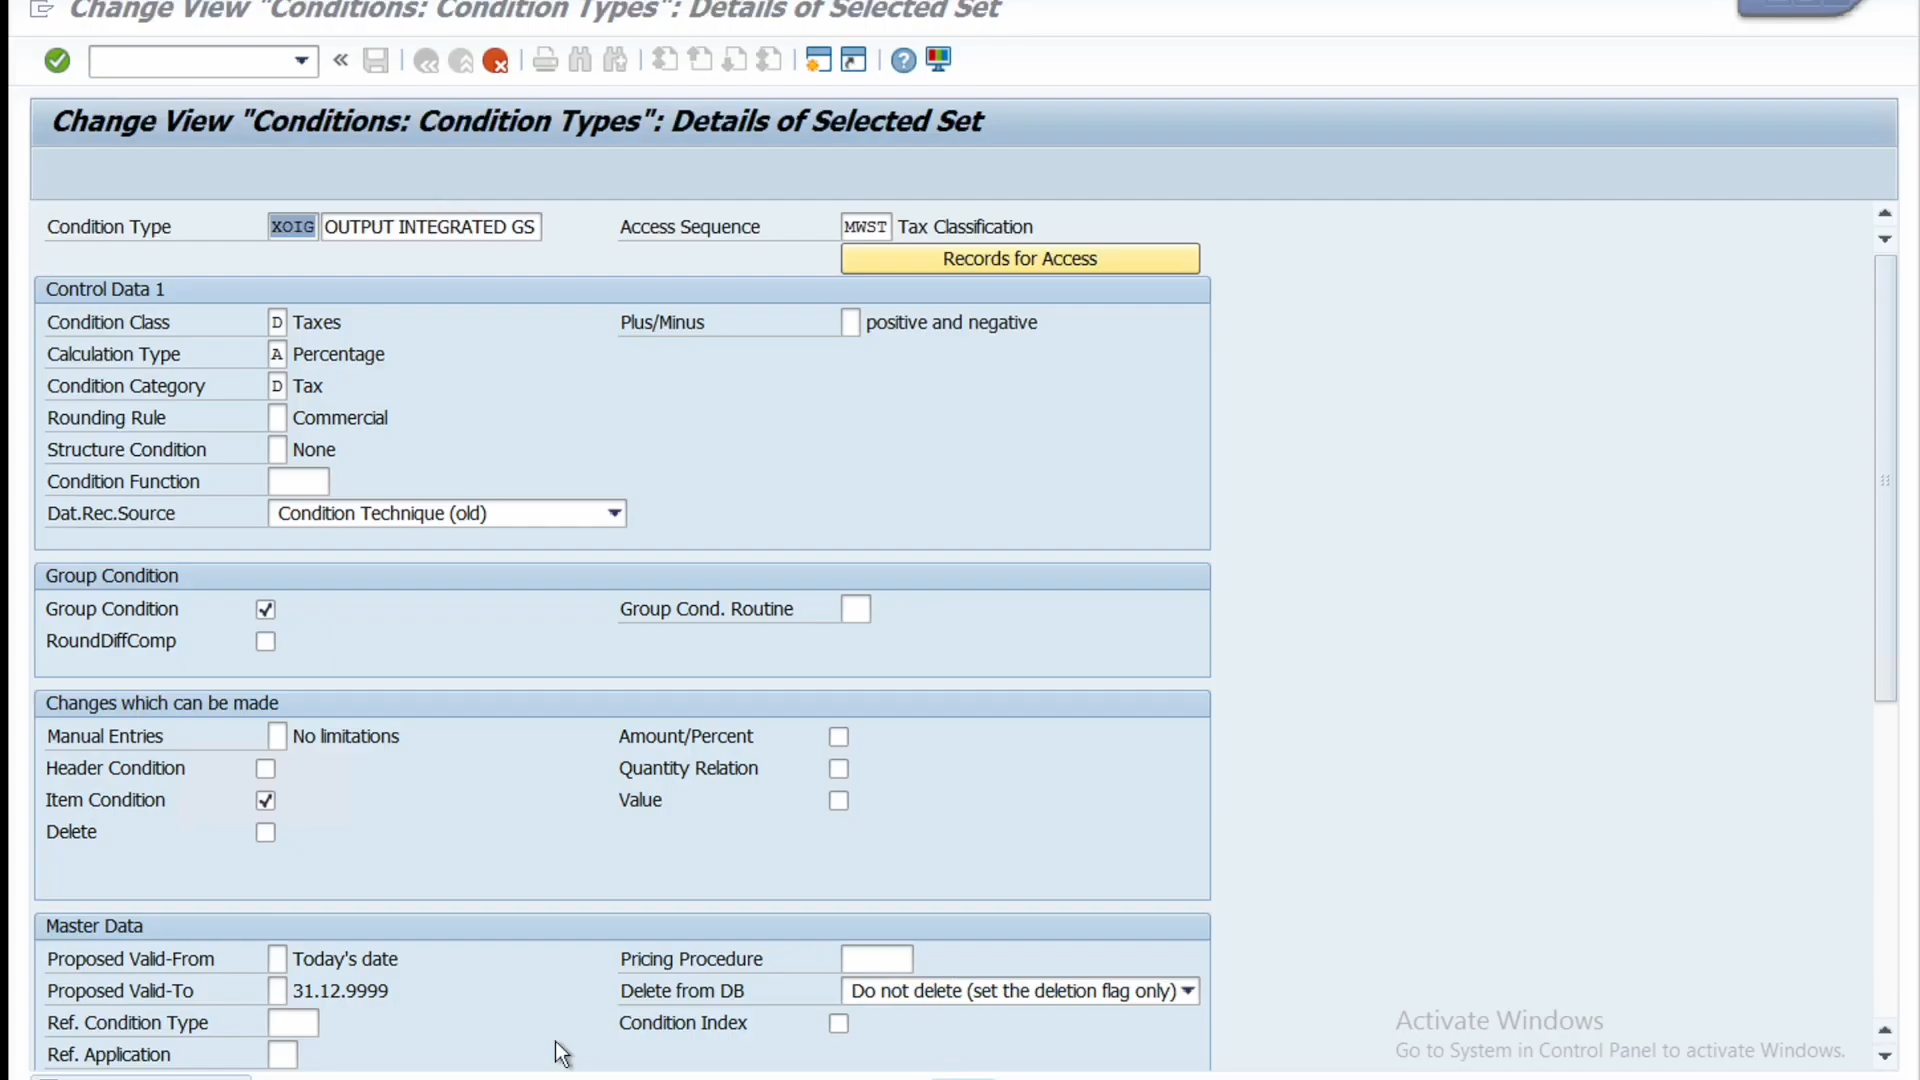 Change View "Conditions: Condition Types": Details of Selected Set
Change View "Conditions: Condition Types": Details of Selected Set
Condition Type XOIG OUTPUT INTEGRATED GS Access Sequence MWST Tax Classification
Records for Access
Control Data 1
Condition Class D Taxes Plus/Minus positive and negative
Calculation Type A Percentage
Condition Category D Tax
Rounding Rule Commercial
Structure Condition None
Condition Function
Dat.Rec.Source Condition Technique (old)
Group Condition
Group Condition Group Cond. Routine
RoundDiffComp
Changes which can be made
Manual Entries No limitations Amount/Percent
Header Condition Quantity Relation
Item Condition Value
Delete
Master Data
Proposed Valid-From Today's date Pricing Procedure
Proposed Valid-To 31.12.9999 Delete from DB Do not delete (set the deletion flag only)
Ref. Condition Type Condition Index
Ref. Application
Activate Windows
Go to System in Control Panel to activate Windows.